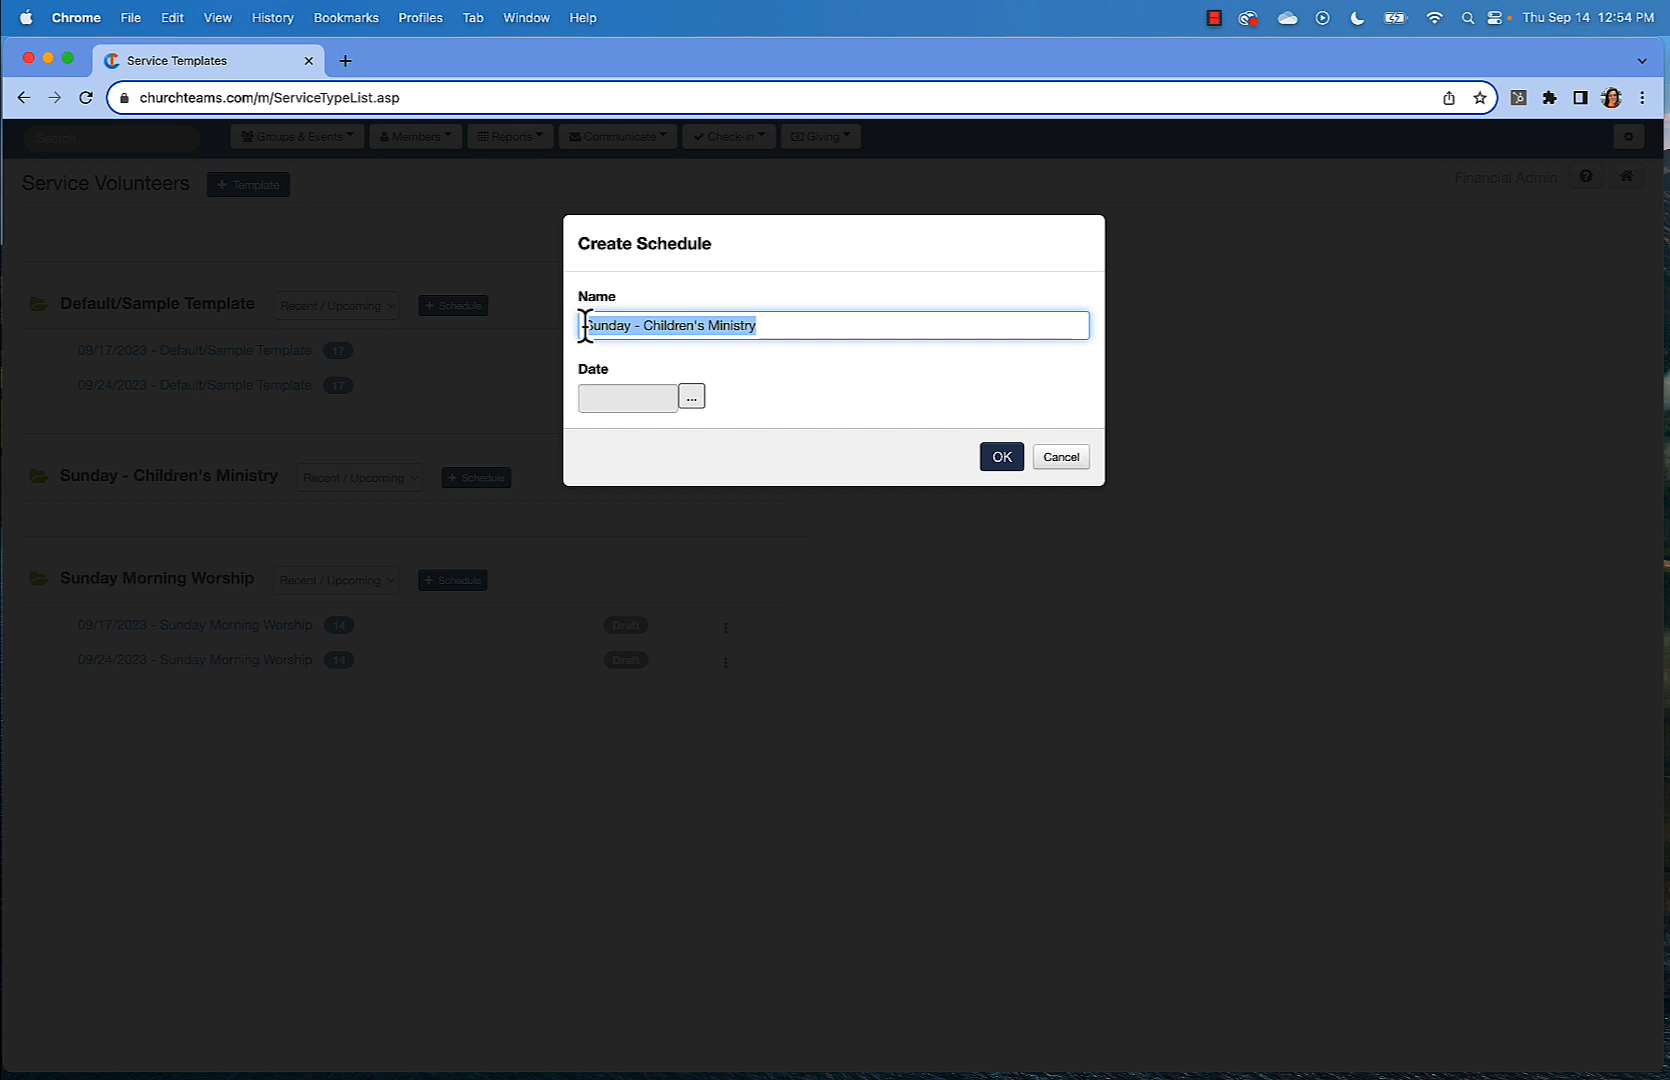 Chrome File Edit View History Bookmarks Profiles Tab Window Help Thu Sep 14 12:54 PM
Service Templates
churchteams.com/m/ServiceTypeList.asp
Search Groups & Events Members Reports Communicate Check-in Giving
Service Volunteers + Template Financial Admin
Create Schedule
Name
Sunday - Children's Ministry
Date
...
OK Cancel
Default/Sample Template Recent / Upcoming + Schedule
09/17/2023 - Default/Sample Template 17
09/24/2023 - Default/Sample Template 17
Sunday - Children's Ministry Recent / Upcoming + Schedule
Sunday Morning Worship Recent / Upcoming + Schedule
09/17/2023 - Sunday Morning Worship 14 Draft
09/24/2023 - Sunday Morning Worship 14 Draft